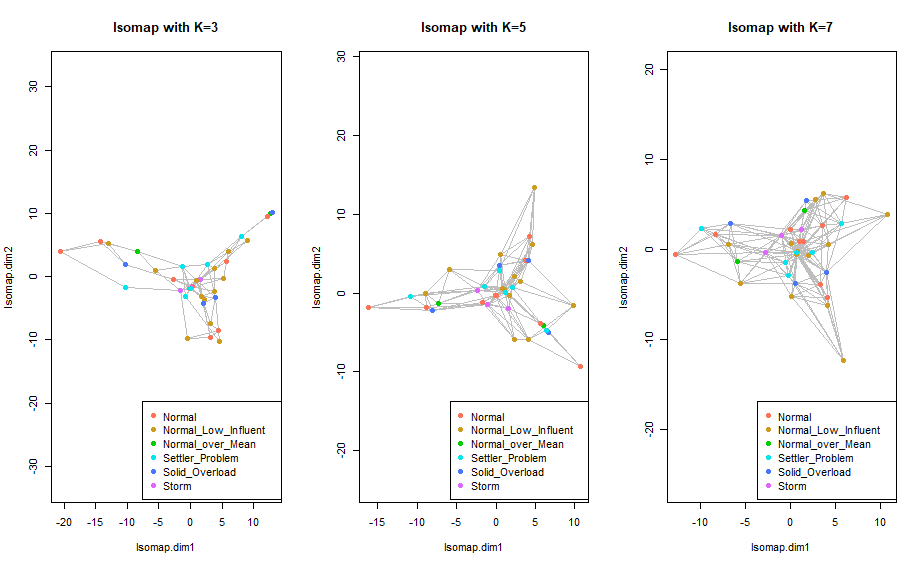 Isomap with K=3
Isomap.dim2
30
20
10
0
-10
-20
-30
-20
-15
-10
-5
0
5
10
Isomap.dim1
Normal
Normal_Low_Influent
Normal_over_Mean
Settler_Problem
Solid_Overload
Storm
Isomap with K=5
Isomap.dim2
30
20
10
0
-10
-20
-15
-10
-5
0
5
10
Isomap.dim1
Normal
Normal_Low_Influent
Normal_over_Mean
Settler_Problem
Solid_Overload
Storm
Isomap with K=7
Isomap.dim2
20
10
0
-10
-20
-10
-5
0
5
10
Isomap.dim1
Normal
Normal_Low_Influent
Normal_over_Mean
Settler_Problem
Solid_Overload
Storm